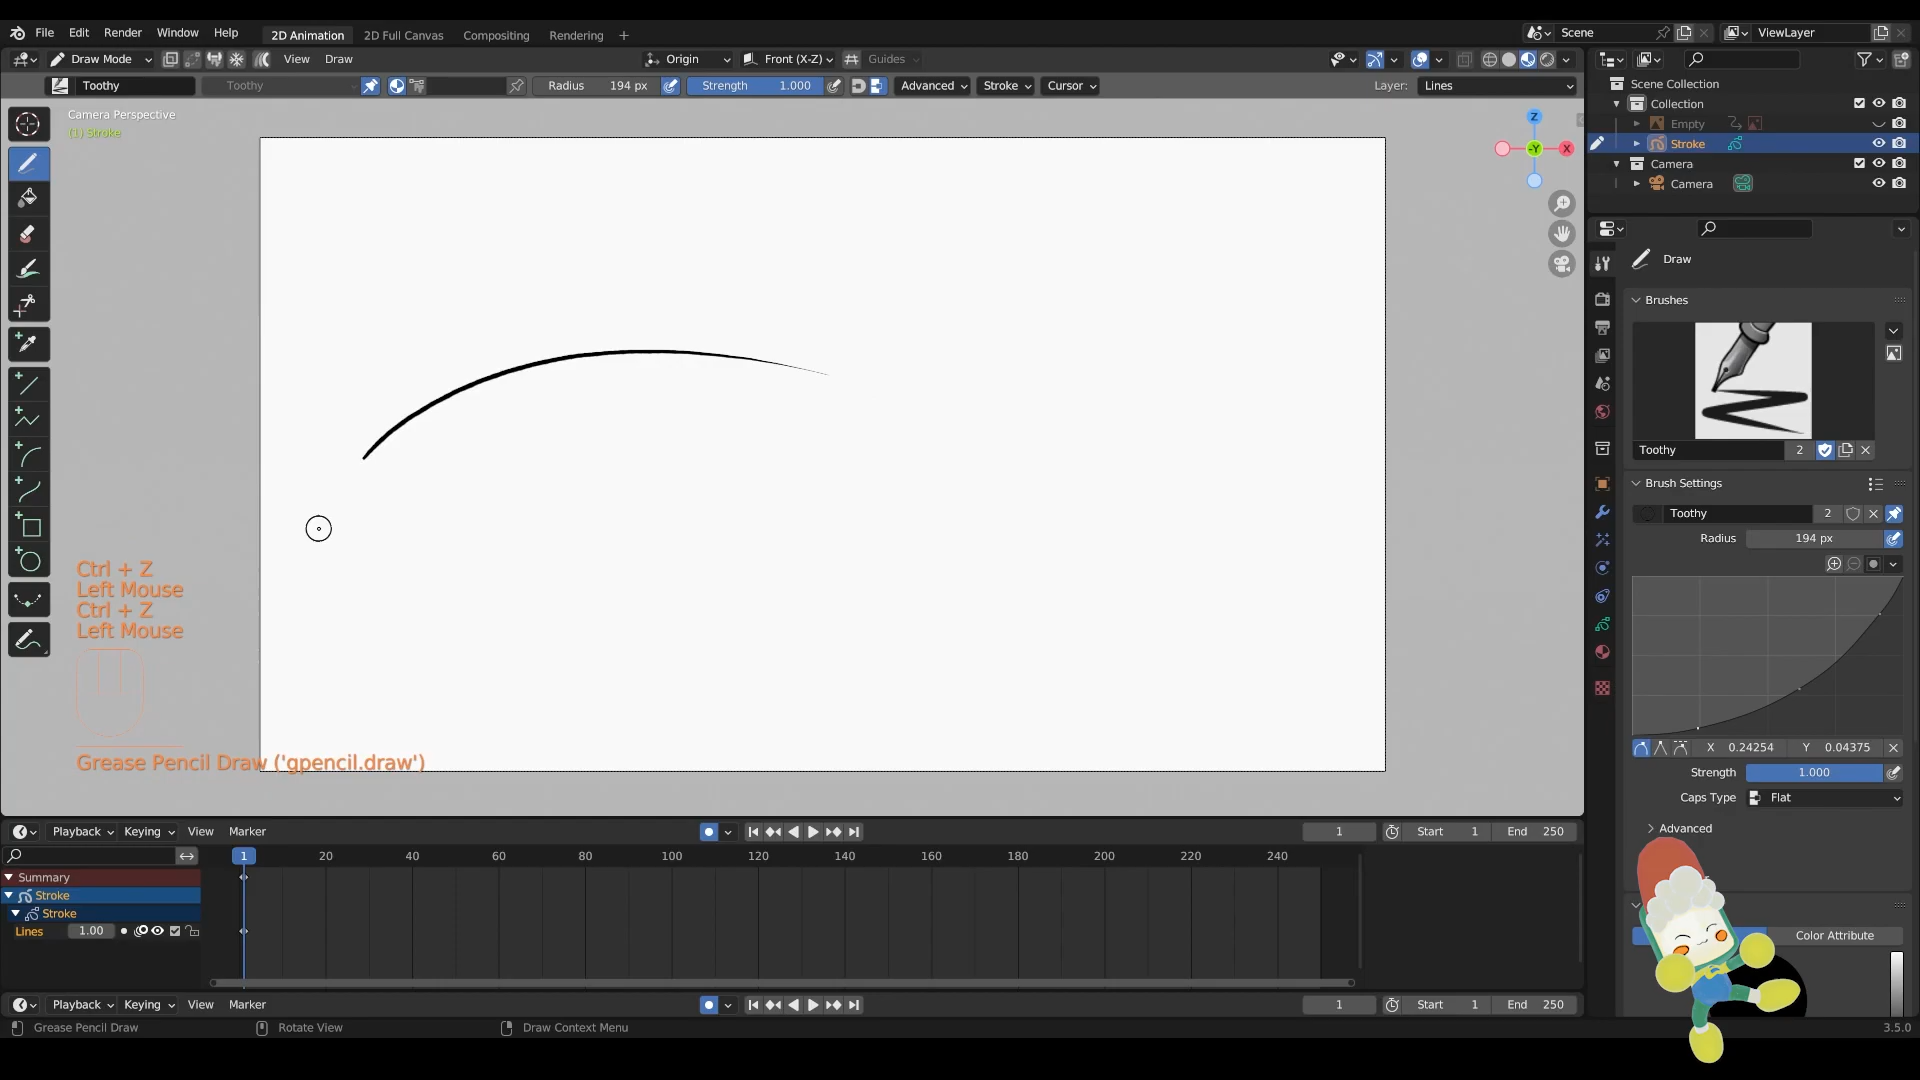 File Edit Render Window Help 2D Animation 2D Full Canvas Compositing Rendering + Scene ViewLayer
Draw Mode View Draw Origin Front (X-Z) Guides
Toothy Toothy Radius 194 px Strength 1.000 Advanced Stroke Cursor Layer: Lines
Camera Perspective
(1) Stroke
Z
-Y X
Scene Collection
Collection
Empty
Stroke
Camera
Camera
Draw
Brushes
Toothy 2
Brush Settings
Toothy 2
Radius 194 px
X 0.24254 Y 0.04375
Strength 1.000
Caps Type Flat
Advanced
Color Attribute
Ctrl + Z
Left Mouse
Ctrl + Z
Left Mouse
Grease Pencil Draw ('gpencil.draw')
Playback Keying View Marker 1 Start 1 End 250
1 20 40 60 80 100 120 140 160 180 200 220 240
Summary
Stroke
Stroke
Lines 1.00
Playback Keying View Marker 1 Start 1 End 250
Grease Pencil Draw Rotate View Draw Context Menu 3.5.0